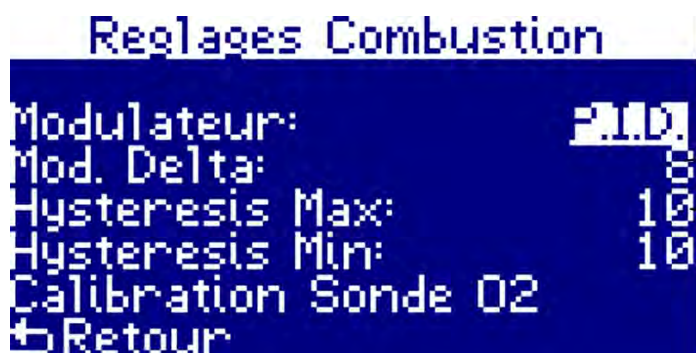 Reglages Combustion
Modulateur: P.I.D.
Mod. Delta: 8
Hysteresis Max: 10
Hysteresis Min: 10
Calibration Sonde O2
Retour